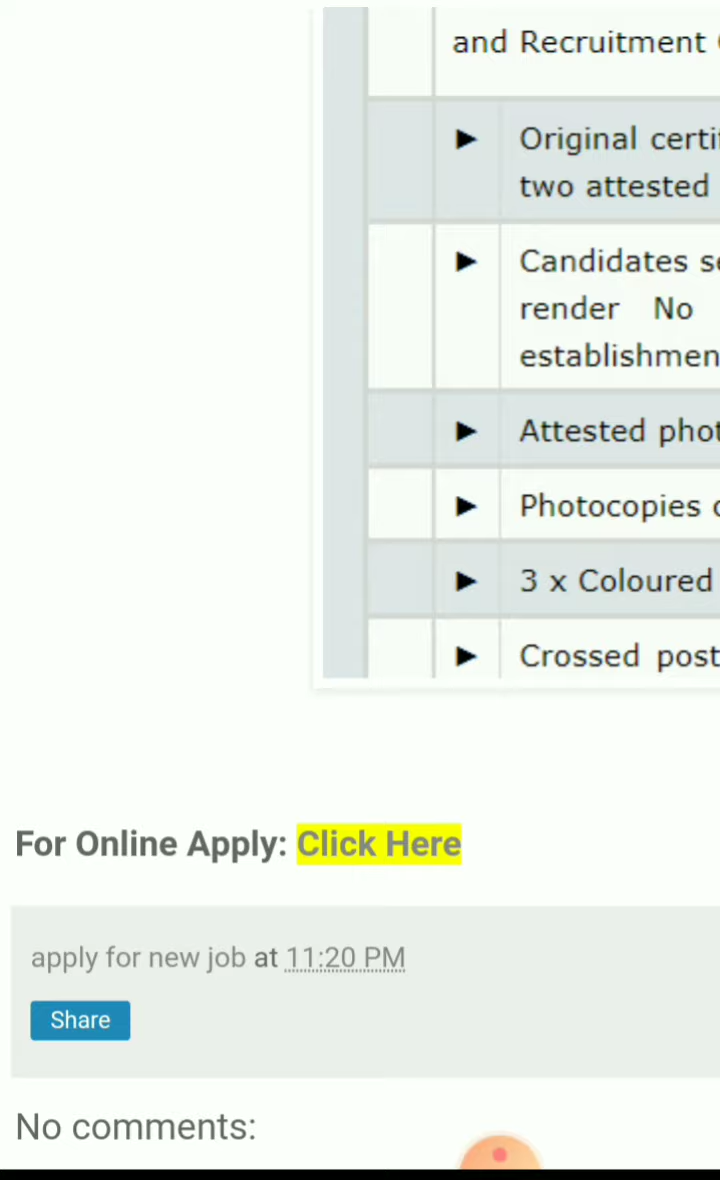 and Recruitment
► Original
two attested
► Candidates
render No
► Attested
► Photocopies
► 3 x Coloured
► Crossed
For Online Apply: Click Here
apply for new job at 11:20 PM
Share
No comments: